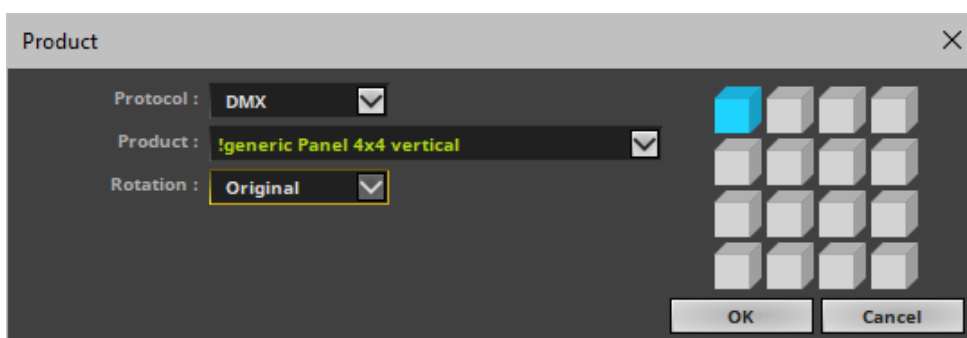 Product
Protocol : DMX
Product : !generic Panel 4x4 vertical
Rotation : Original
OK Cancel